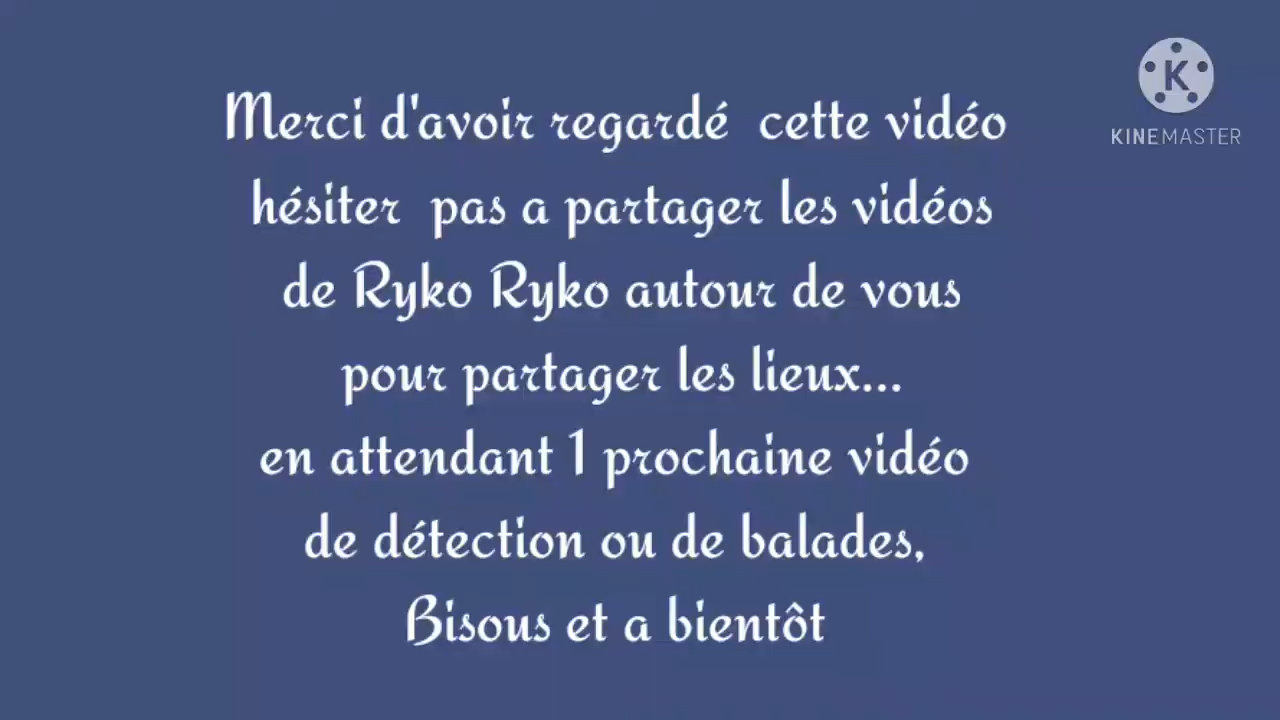 Merci d'avoir regardé cette vidéo
hésiter pas a partager les vidéos
de Ryko Ryko autour de vous
pour partager les lieux...
en attendant 1 prochaine vidéo
de détection ou de balades,
Bisous et a bientôt
K
KINEMASTER